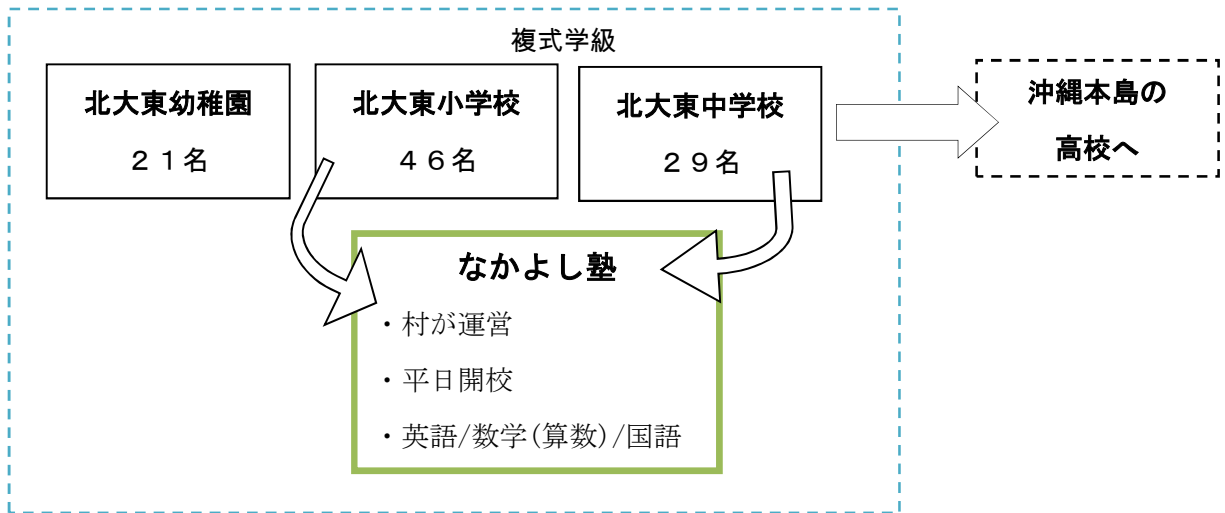 複式学級
北大東幼稚園
２１名
北大東小学校
４６名
北大東中学校
２９名
沖縄本島の
高校へ
なかよし塾
・村が運営
・平日開校
・英語/数学(算数)/国語